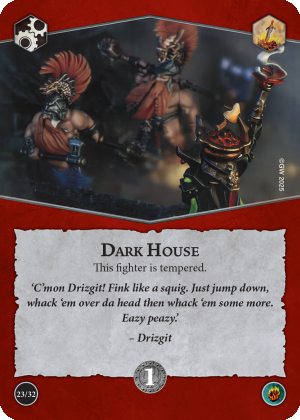 ©GW 2025
DARK HOUSE
This fighter is tempered.
‘C’mon Drizgit! Fink like a squig. Just jump down,
whack ’em over da head then whack ’em some more.
Eazy peazy.’
– Drizgit
1
23/32